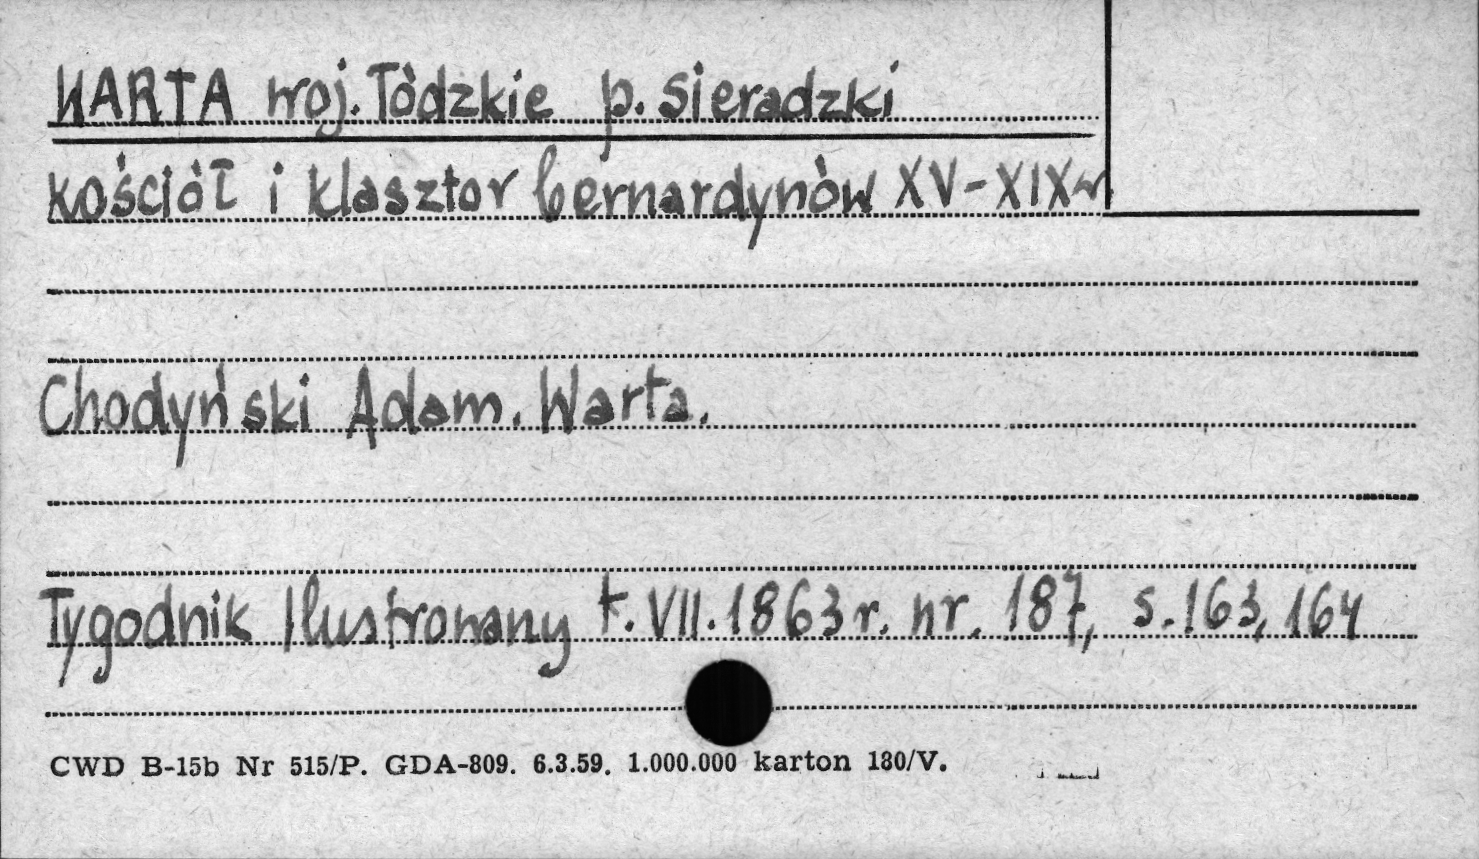 WARTA woj. Łódzkie p. sieradzki
kościół i klasztor bernardynów XV-XIXw
Chodyński Adam. Warta.
Tygodnik Ilustrowany t. VII. 1863 r. nr. 187, s. 163, 164
CWD B-15b Nr 515/P. GDA-809. 6.3.59. 1.000.000 karton 180/V.